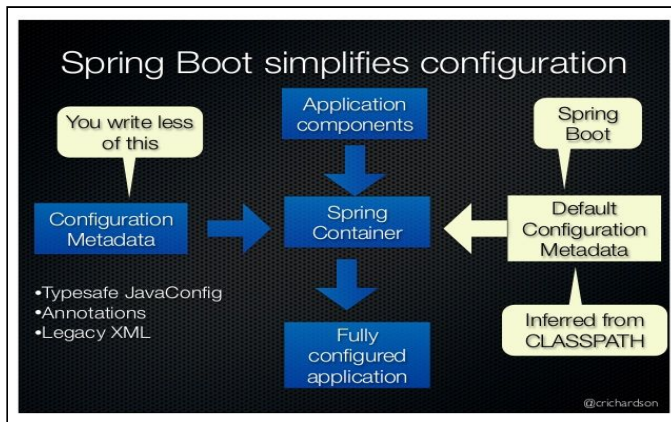 Spring Boot simplifies configuration
You write less
of this
Application
components
Spring
Boot
Configuration
Metadata
Spring
Container
Default
Configuration
Metadata
•Typesafe JavaConfig
•Annotations
•Legacy XML
Fully
configured
application
Inferred from
CLASSPATH
@crichardson